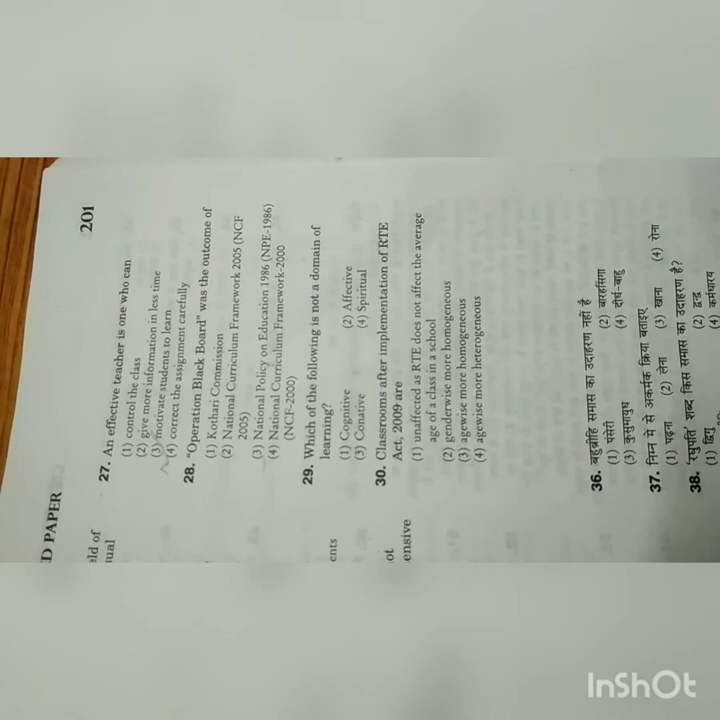 D PAPER
201
eld of
ual
ents
ot
ensive
27. An effective teacher is one who can
(1) control the class
(2) give more information in less time
(3) motivate students to learn
(4) correct the assignment carefully
28. "Operation Black Board" was the outcome of
(1) Kothari Commission
(2) National Curriculum Framework 2005 (NCF
2005)
(3) National Policy on Education 1986 (NPE-1986)
(4) National Curriculum Framework-2000
(NCF-2000)
29. Which of the following is not a domain of
learning?
(1) Cognitive (2) Affective
(3) Conative (4) Spiritual
30. Classrooms after implementation of RTE
Act, 2009 are
(1) unaffected as RTE does not affect the average
age of a class in a school
(2) genderwise more homogeneous
(3) agewise more homogeneous
(4) agewise more heterogeneous
36. बहुव्रीहि समास का उदाहरण नहीं है
(1) पंसेरी (2) बारहसिंगा
(3) कुसुमायुध (4) दीर्घ-बाहु
37. निम्न में से अकर्मक क्रिया बताइए
(1) पढ़ना (2) लेना (3) खाना (4) रोना
38. 'रघुपति' शब्द किस समास का उदाहरण है?
(1) द्विगु (2) द्वन्द्व
(4) कर्मधारय
InShOt